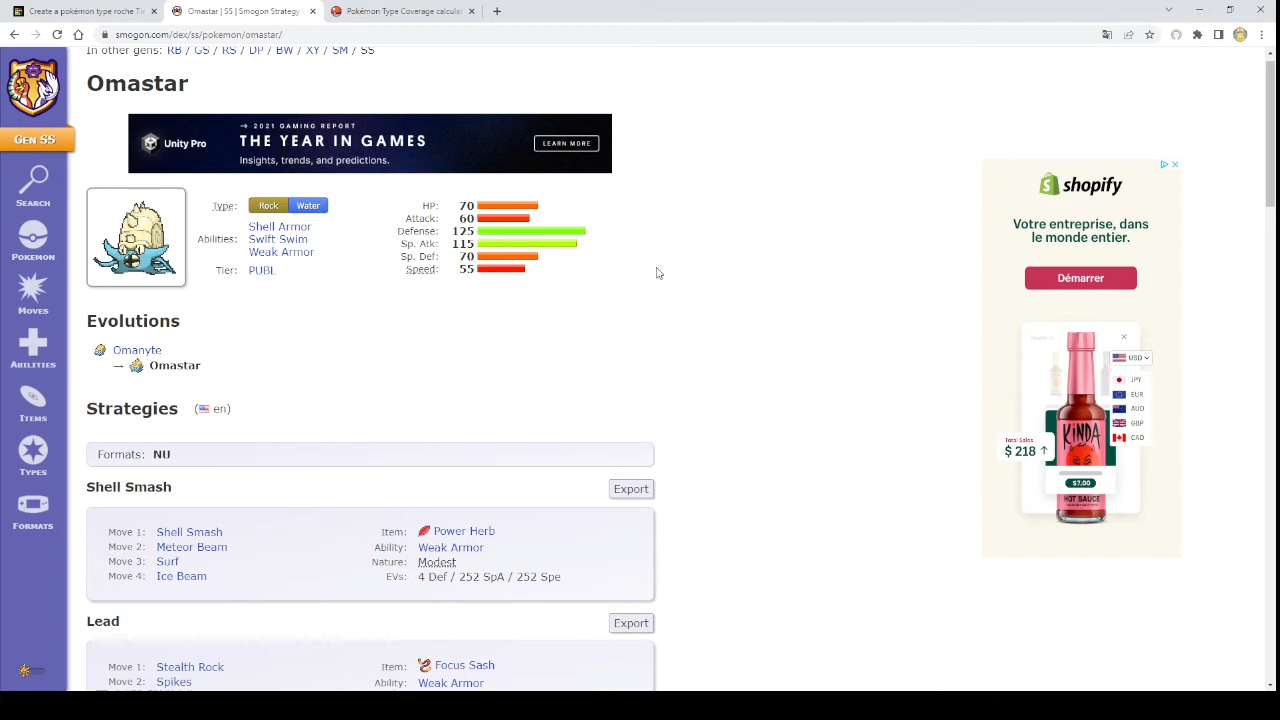 Create a pokémon type roche Tie
Omastar | SS | Smogon Strategy
Pokémon Type Coverage calculat
smogon.com/dex/ss/pokemon/omastar/
In other gens: RB / GS / RS / DP / BW / XY / SM / SS
Omastar
Gen SS
Search
Pokemon
Moves
Abilities
Items
Types
Formats
Unity Pro
→ 2021 GAMING REPORT
THE YEAR IN GAMES
Insights, trends, and predictions.
LEARN MORE
Type: Rock Water
Abilities: Shell Armor
Swift Swim
Weak Armor
Tier: PUBL
HP: 70
Attack: 60
Defense: 125
Sp. Atk: 115
Sp. Def: 70
Speed: 55
Evolutions
Omanyte
→ Omastar
Strategies (en)
Formats: NU
Shell Smash
Export
Move 1: Shell Smash
Move 2: Meteor Beam
Move 3: Surf
Move 4: Ice Beam
Item: Power Herb
Ability: Weak Armor
Nature: Modest
EVs: 4 Def / 252 SpA / 252 Spe
Lead
Export
Move 1: Stealth Rock
Move 2: Spikes
Item: Focus Sash
Ability: Weak Armor
shopify
Votre entreprise, dans
le monde entier.
Démarrer
USD
JPY
EUR
AUD
GBP
CAD
Total Sales
$ 218 ↑
KINDA
HOT SAUCE
$7.00